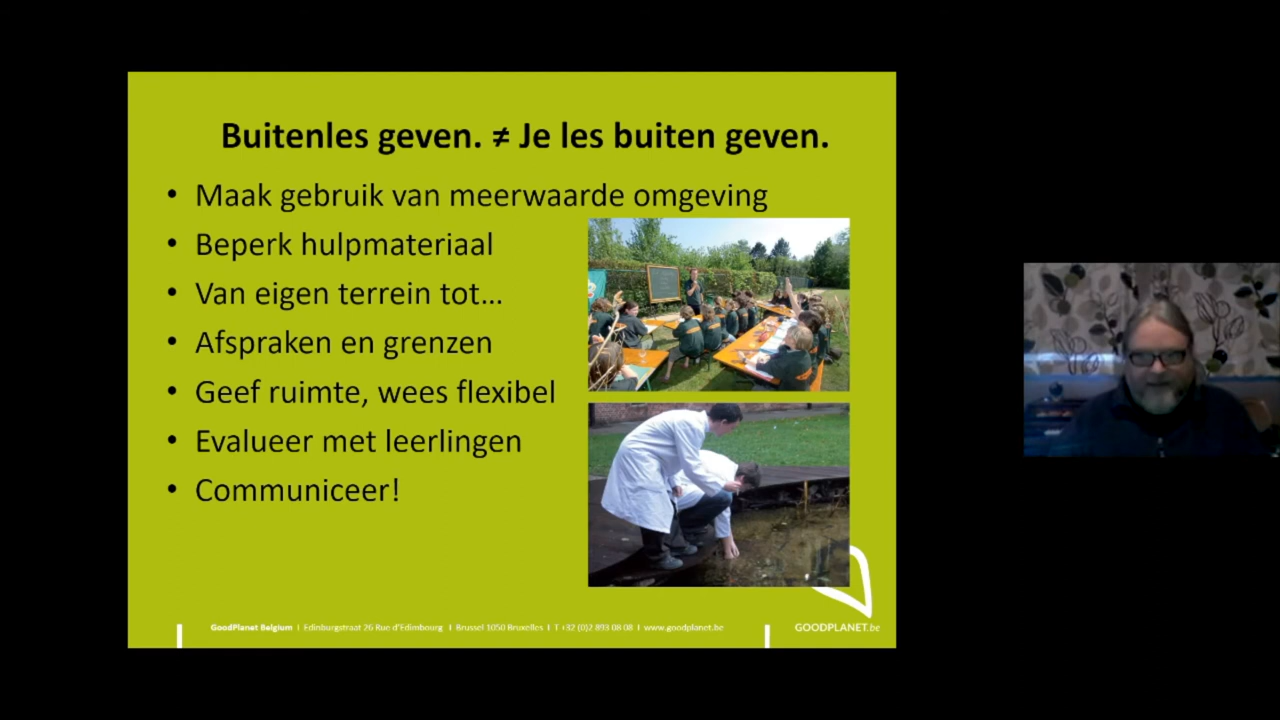 Buitenles geven. ≠ Je les buiten geven.
• Maak gebruik van meerwaarde omgeving
• Beperk hulpmateriaal
• Van eigen terrein tot...
• Afspraken en grenzen
• Geef ruimte, wees flexibel
• Evalueer met leerlingen
• Communiceer!
GoodPlanet Belgium I Edinburgstraat 26 Rue d'Edimbourg I Brussel 1050 Bruxelles I T +32 (0)2 893 08 08 I www.goodplanet.be
GOODPLANET.be